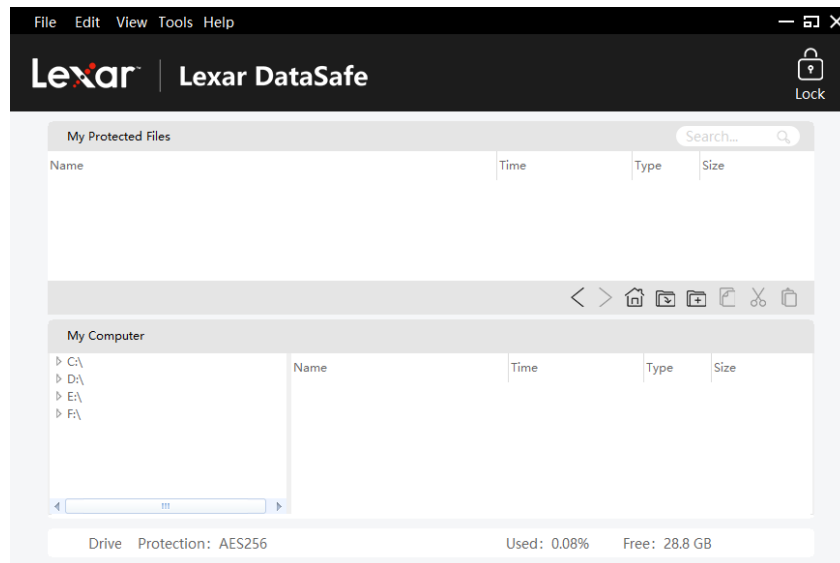 File Edit View Tools Help
Lexar™ Lexar DataSafe
Lock
My Protected Files Search...
Name Time Type Size
My Computer
C:\
D:\
E:\
F:\
Name Time Type Size
Drive Protection: AES256 Used: 0.08% Free: 28.8 GB